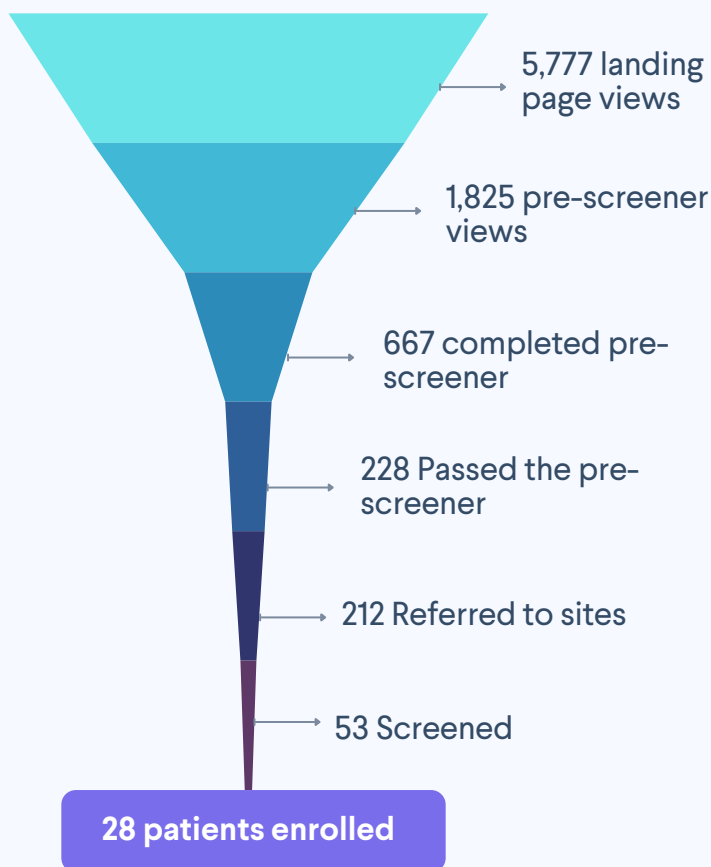 5,777 landing
page views
1,825 pre-screener
views
667 completed pre-
screener
228 Passed the pre-
screener
212 Referred to sites
53 Screened
28 patients enrolled